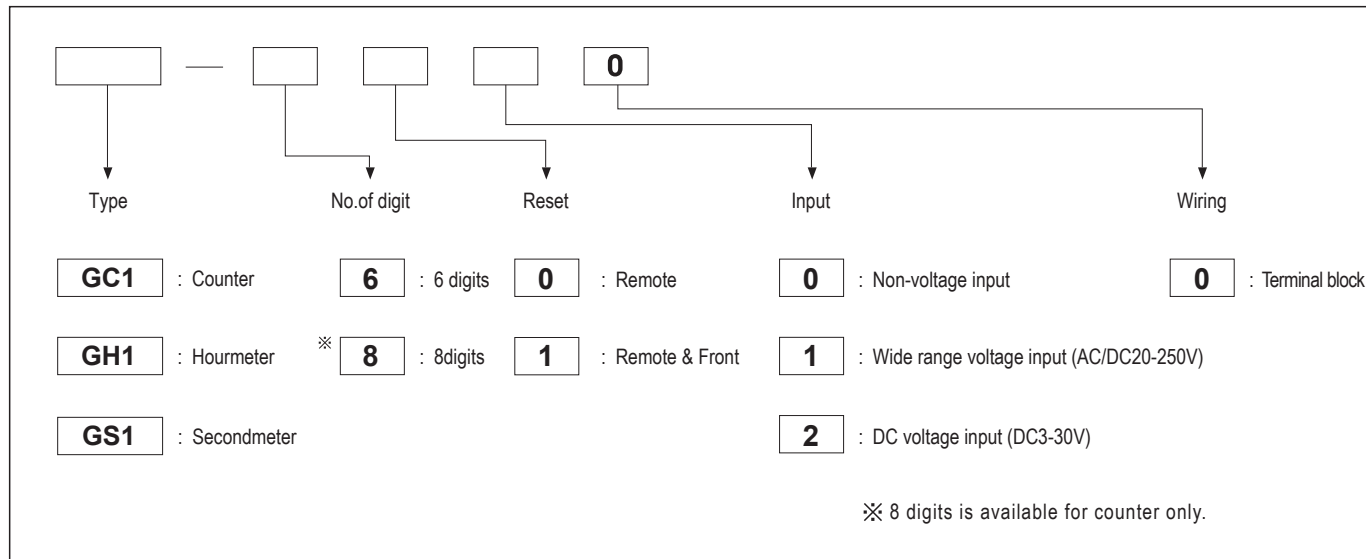 0
Type No.of digit Reset Input Wiring
GC1 : Counter 6 : 6 digits 0 : Remote 0 : Non-voltage input 0 : Terminal block
GH1 : Hourmeter ※ 8 : 8digits 1 : Remote & Front 1 : Wide range voltage input (AC/DC20-250V)
GS1 : Secondmeter 2 : DC voltage input (DC3-30V)
※ 8 digits is available for counter only.